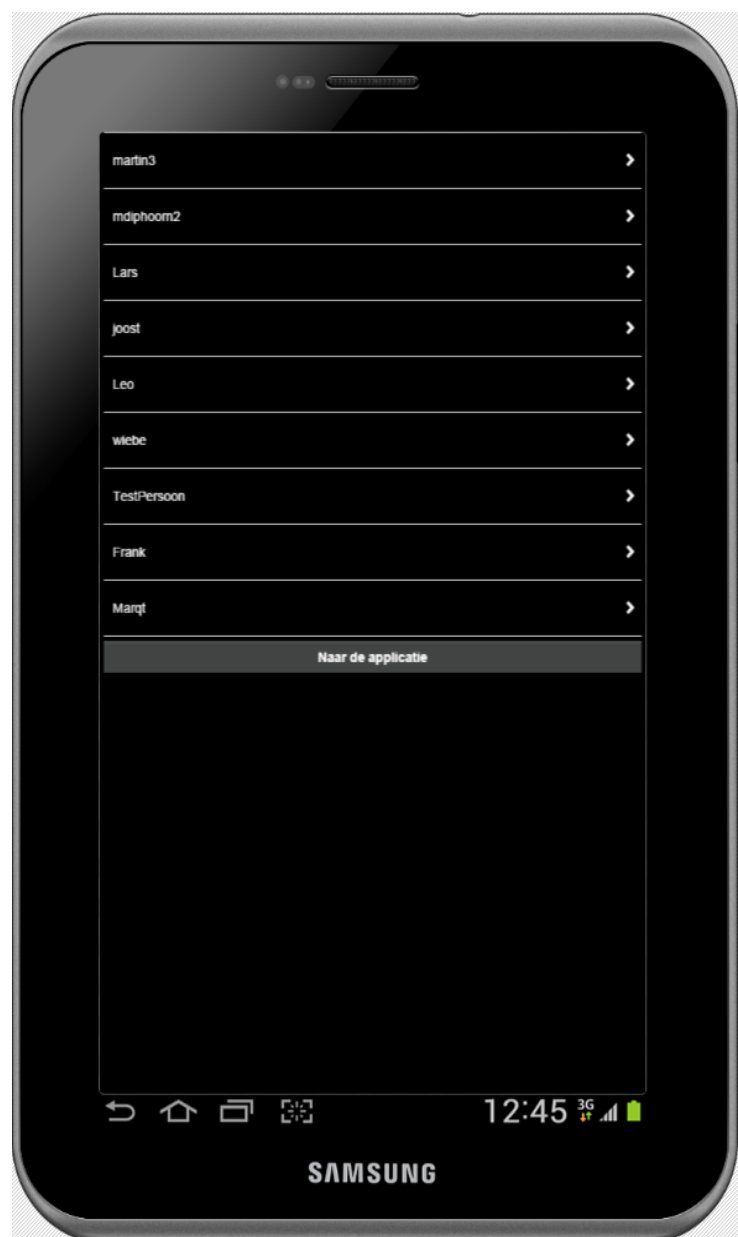 martin3
mdiphoorn2
Lars
joost
Leo
wiebe
TestPersoon
Frank
Marqt
Naar de applicatie
12:45 3G
SAMSUNG